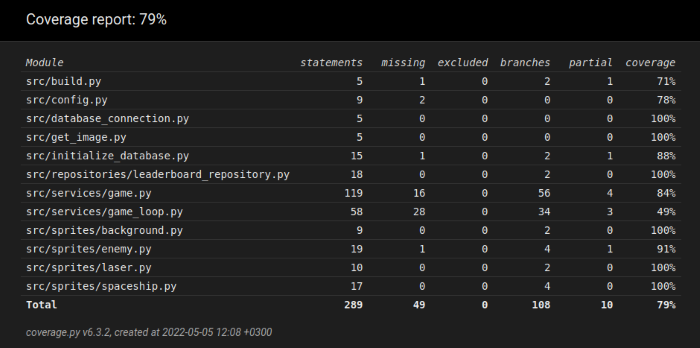 Coverage report: 79%
Module statements missing excluded branches partial coverage
src/build.py 5 1 0 2 1 71%
src/config.py 9 2 0 0 0 78%
src/database_connection.py 5 0 0 0 0 100%
src/get_image.py 5 0 0 0 0 100%
src/initialize_database.py 15 1 0 2 1 88%
src/repositories/leaderboard_repository.py 18 0 0 2 0 100%
src/services/game.py 119 16 0 56 4 84%
src/services/game_loop.py 58 28 0 34 3 49%
src/sprites/background.py 9 0 0 2 0 100%
src/sprites/enemy.py 19 1 0 4 1 91%
src/sprites/laser.py 10 0 0 2 0 100%
src/sprites/spaceship.py 17 0 0 4 0 100%
Total 289 49 0 108 10 79%
coverage.py v6.3.2, created at 2022-05-05 12:08 +0300